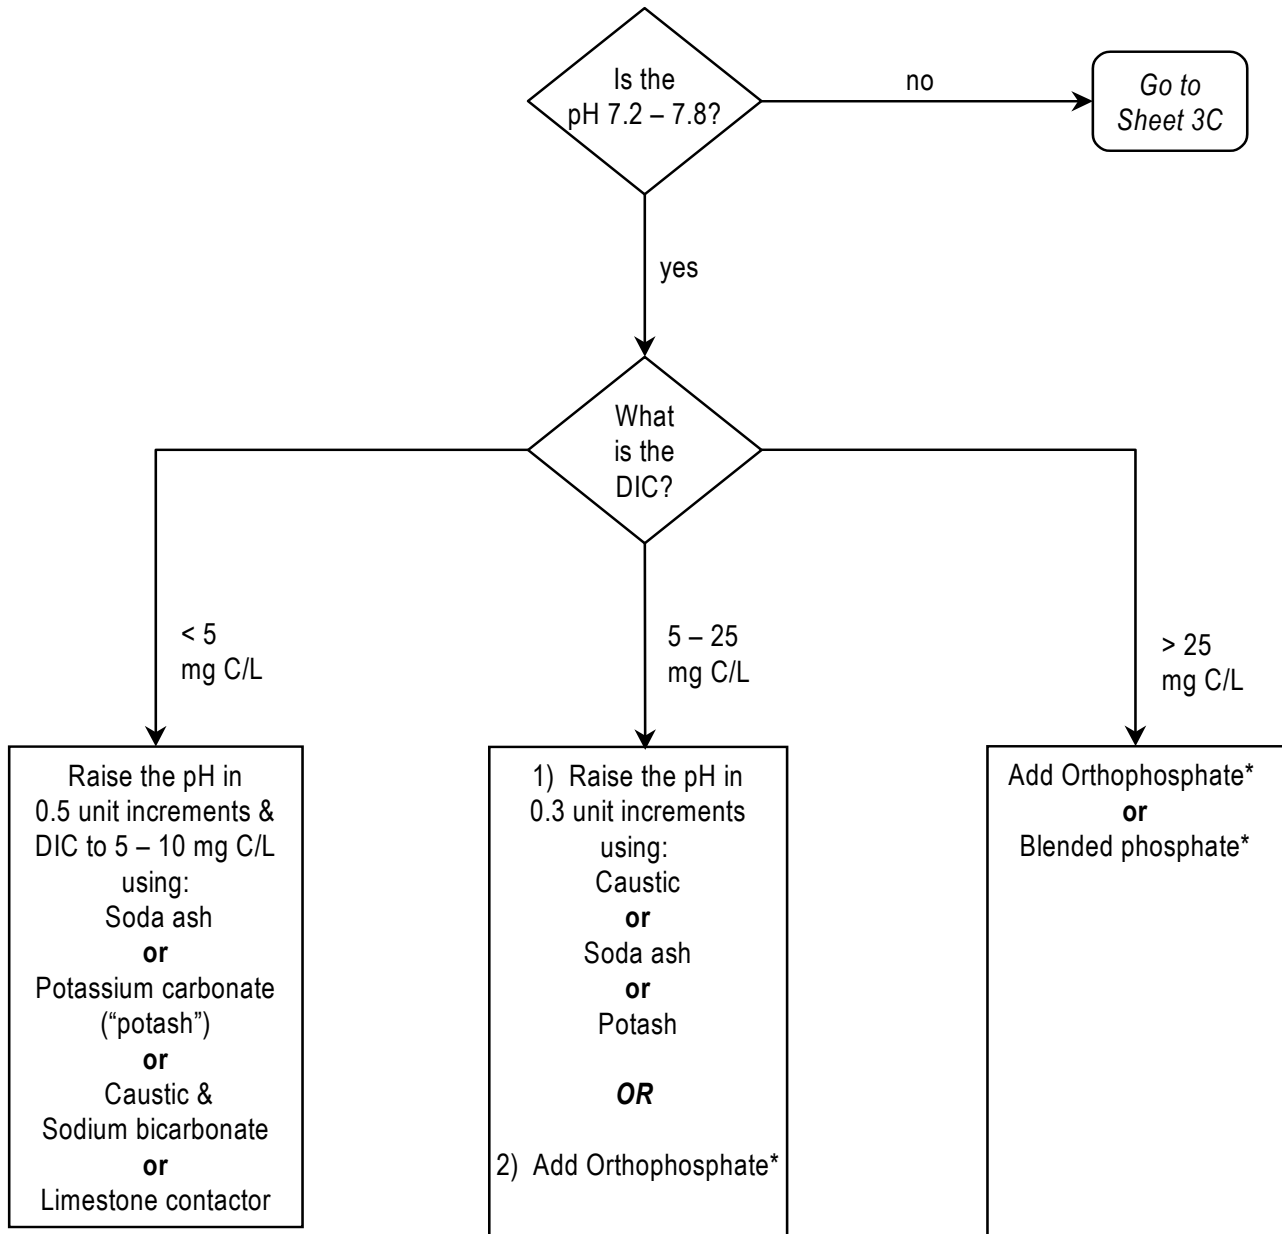 Is the
pH 7.2 – 7.8?
no
Go to
Sheet 3C
yes
What
is the
DIC?
< 5
mg C/L
5 – 25
mg C/L
> 25
mg C/L
Raise the pH in
0.5 unit increments &
DIC to 5 – 10 mg C/L
using:
Soda ash
or
Potassium carbonate
(“potash”)
or
Caustic &
Sodium bicarbonate
or
Limestone contactor
1) Raise the pH in
0.3 unit increments
using:
Caustic
or
Soda ash
or
Potash
OR
2) Add Orthophosphate*
Add Orthophosphate*
or
Blended phosphate*